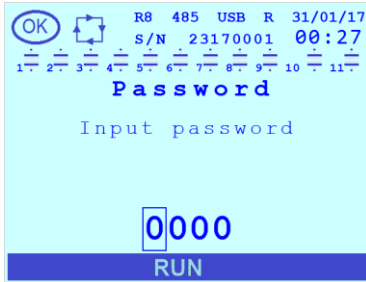 OK R8 485 USB R 31/01/17
S/N 23170001 00:27
1 2 3 4 5 6 7 8 9 10 11
Password
Input password
0000
RUN